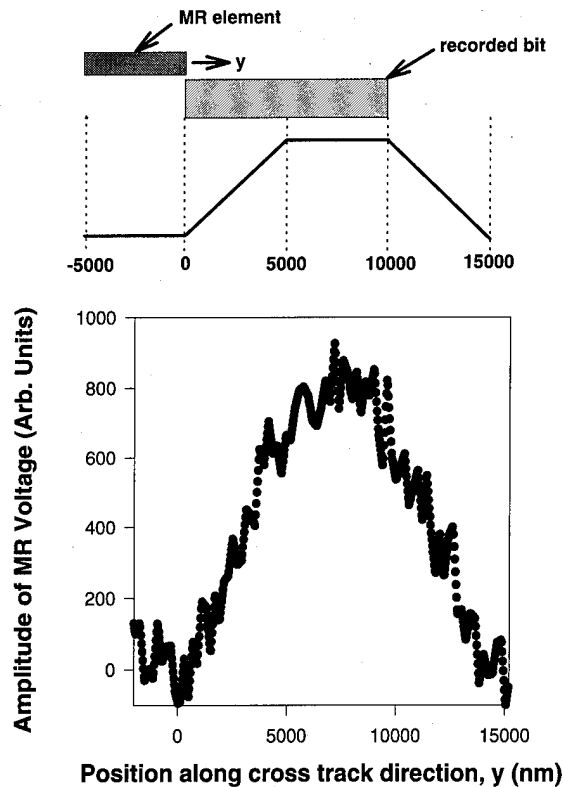 MR element
y
recorded bit
-5000 0 5000 10000 15000
Amplitude of MR Voltage (Arb. Units)
1000
800
600
400
200
0
0 5000 10000 15000
Position along cross track direction, y (nm)